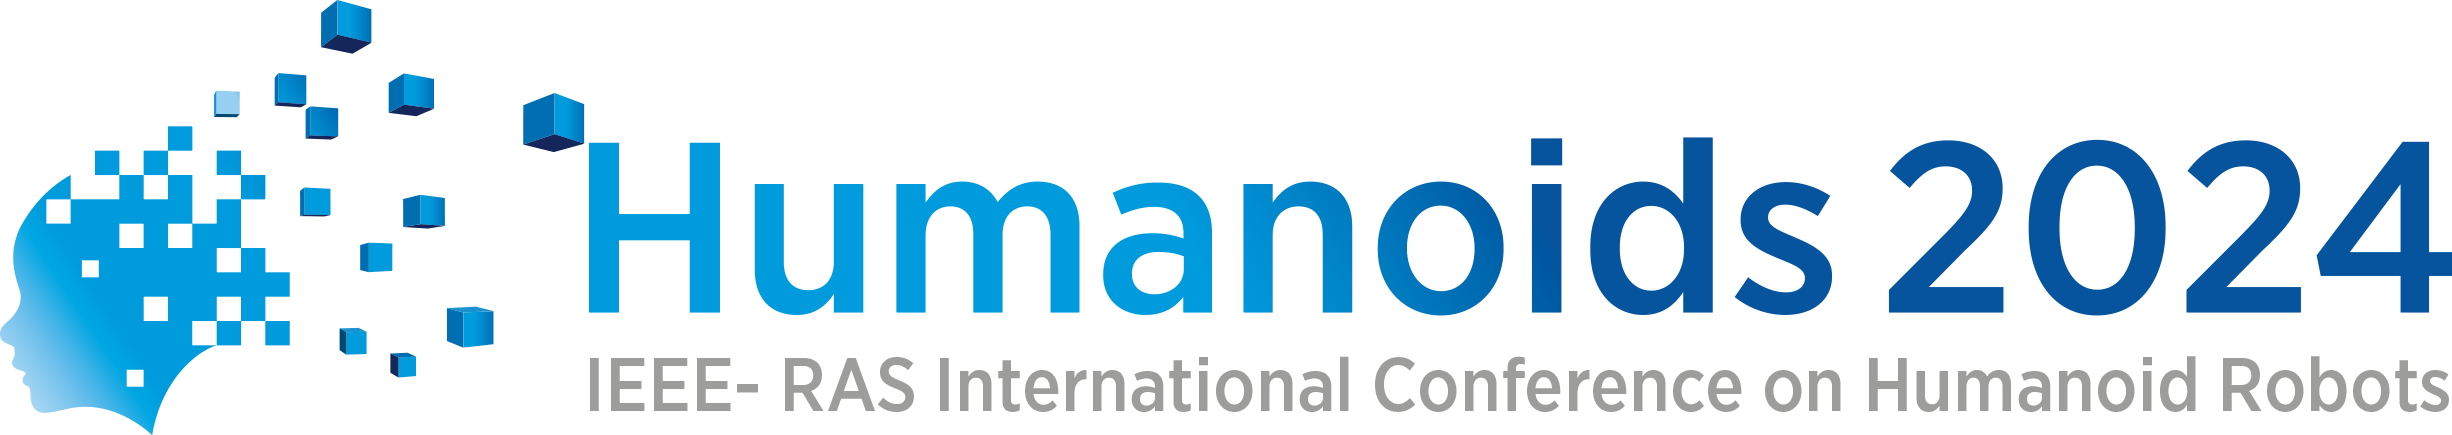 Humanoids 2024
IEEE- RAS International Conference on Humanoid Robots